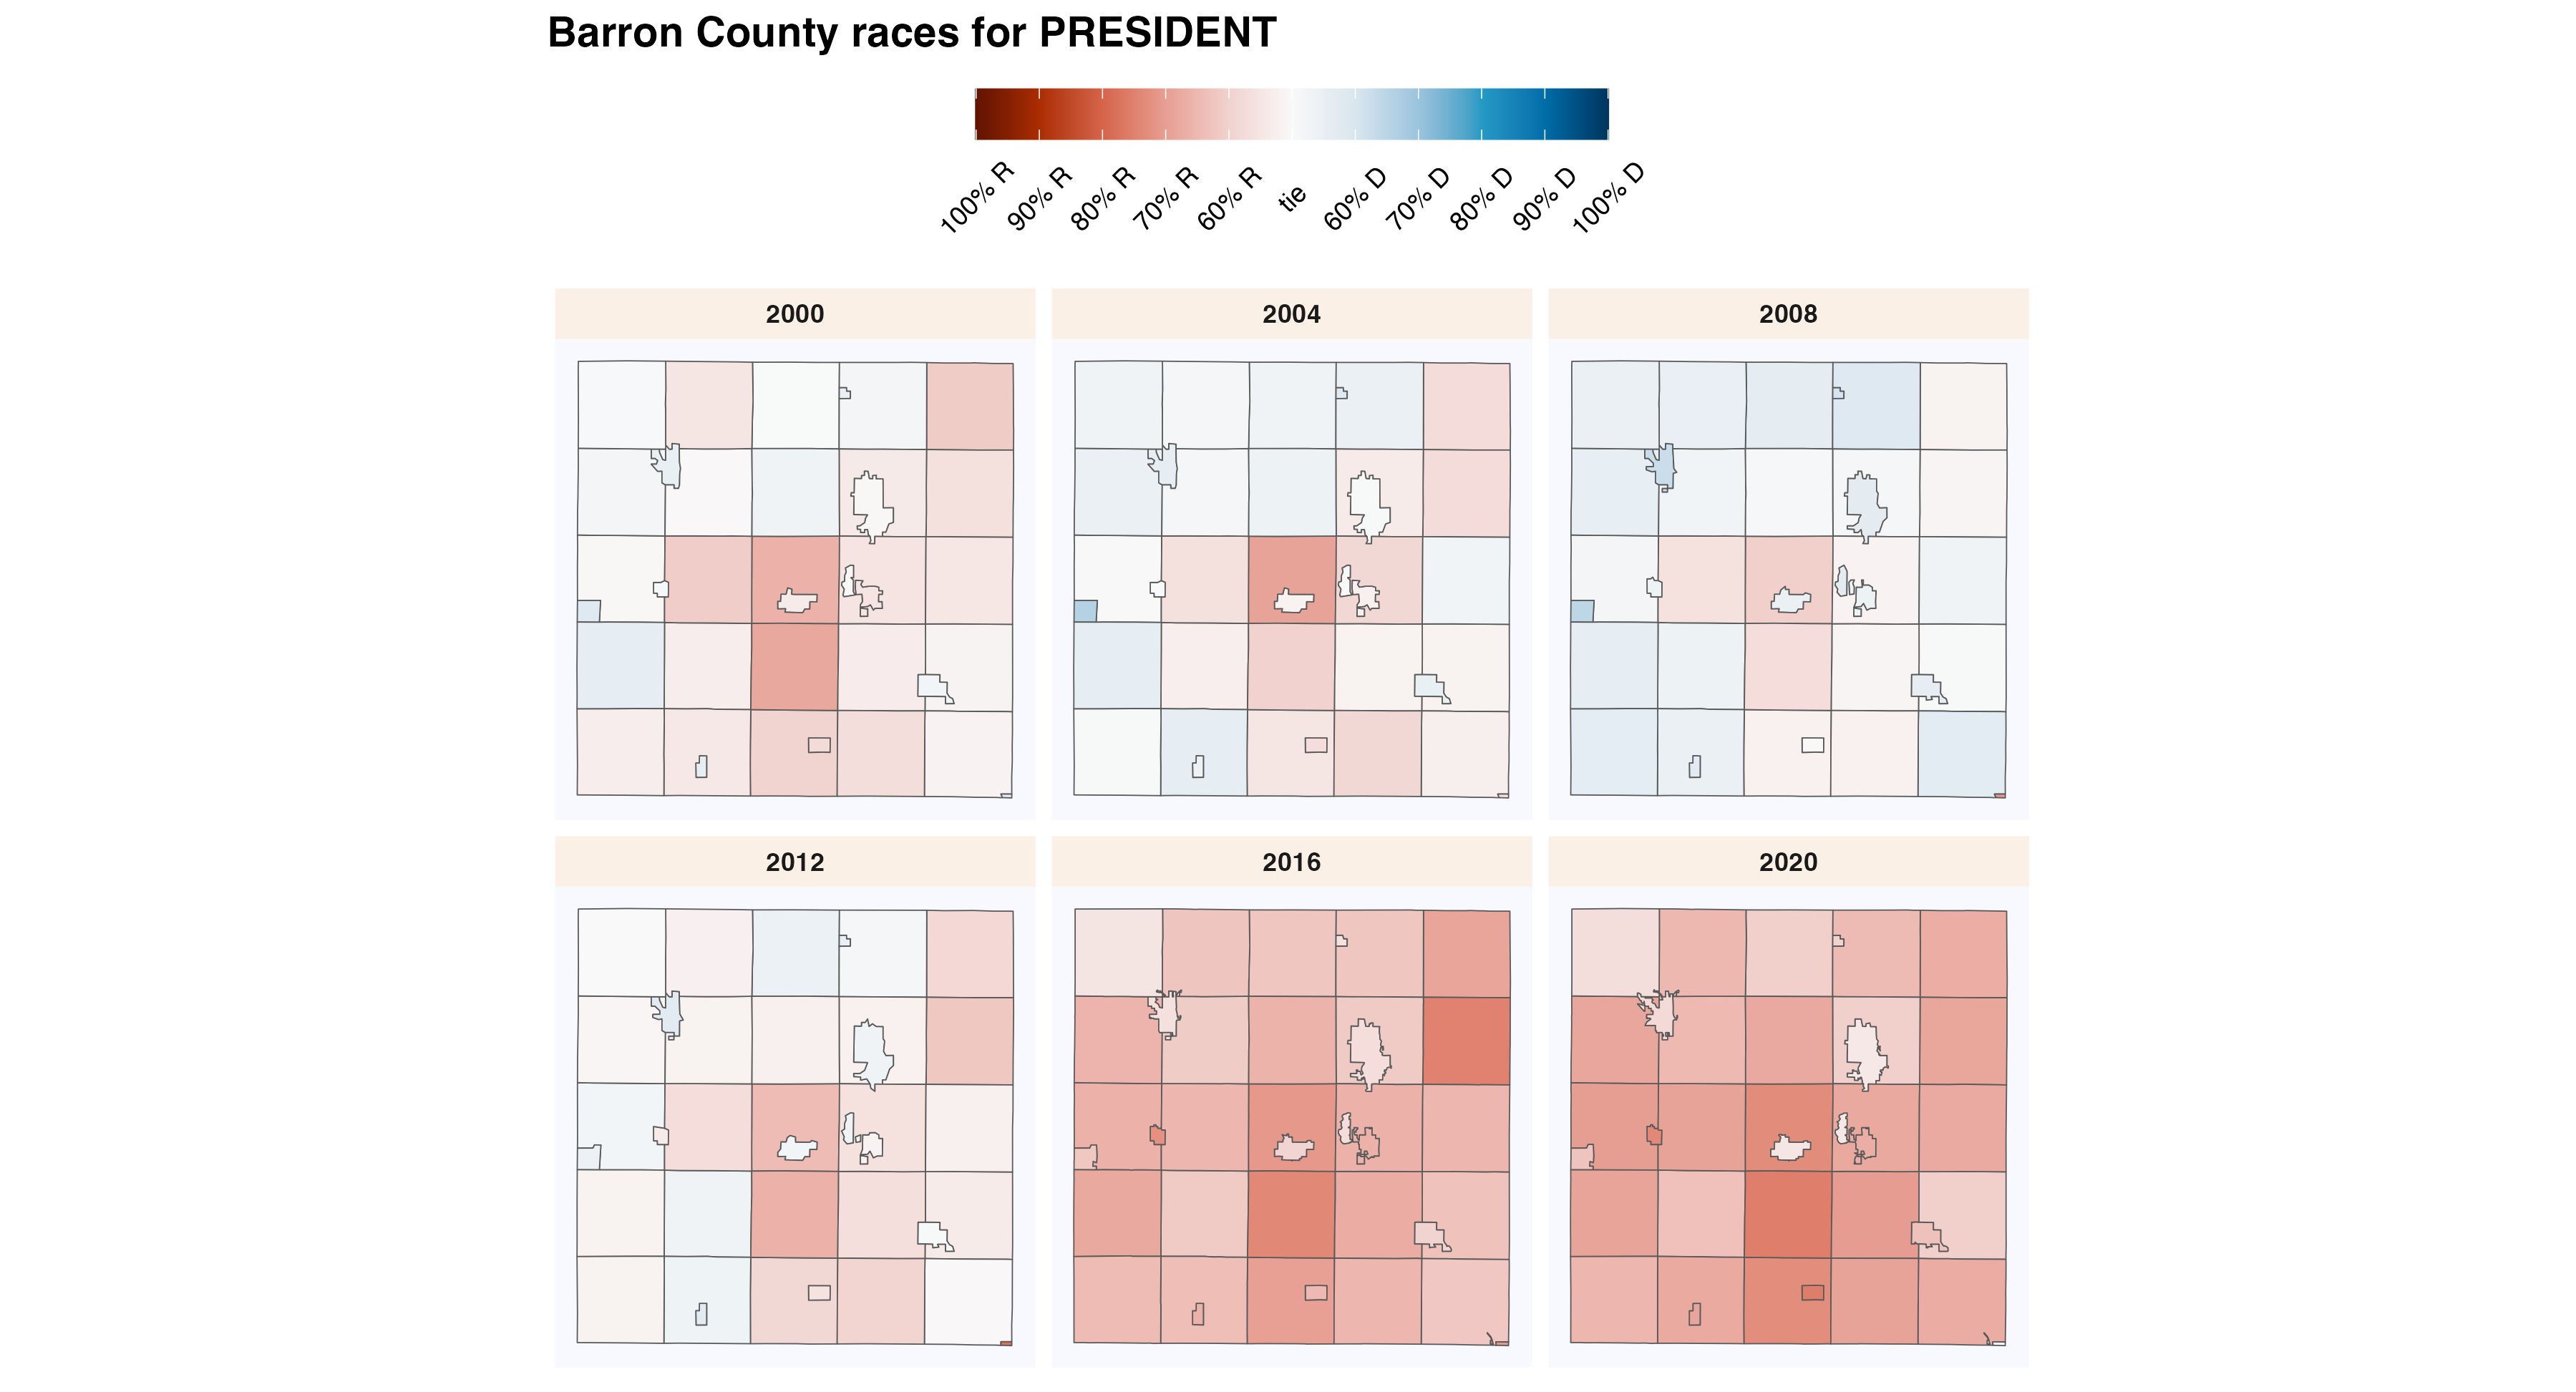 Barron County races for PRESIDENT
100% R
90% R
80% R
70% R
60% R
tie
60% D
70% D
80% D
90% D
100% D
2000
2004
2008
2012
2016
2020